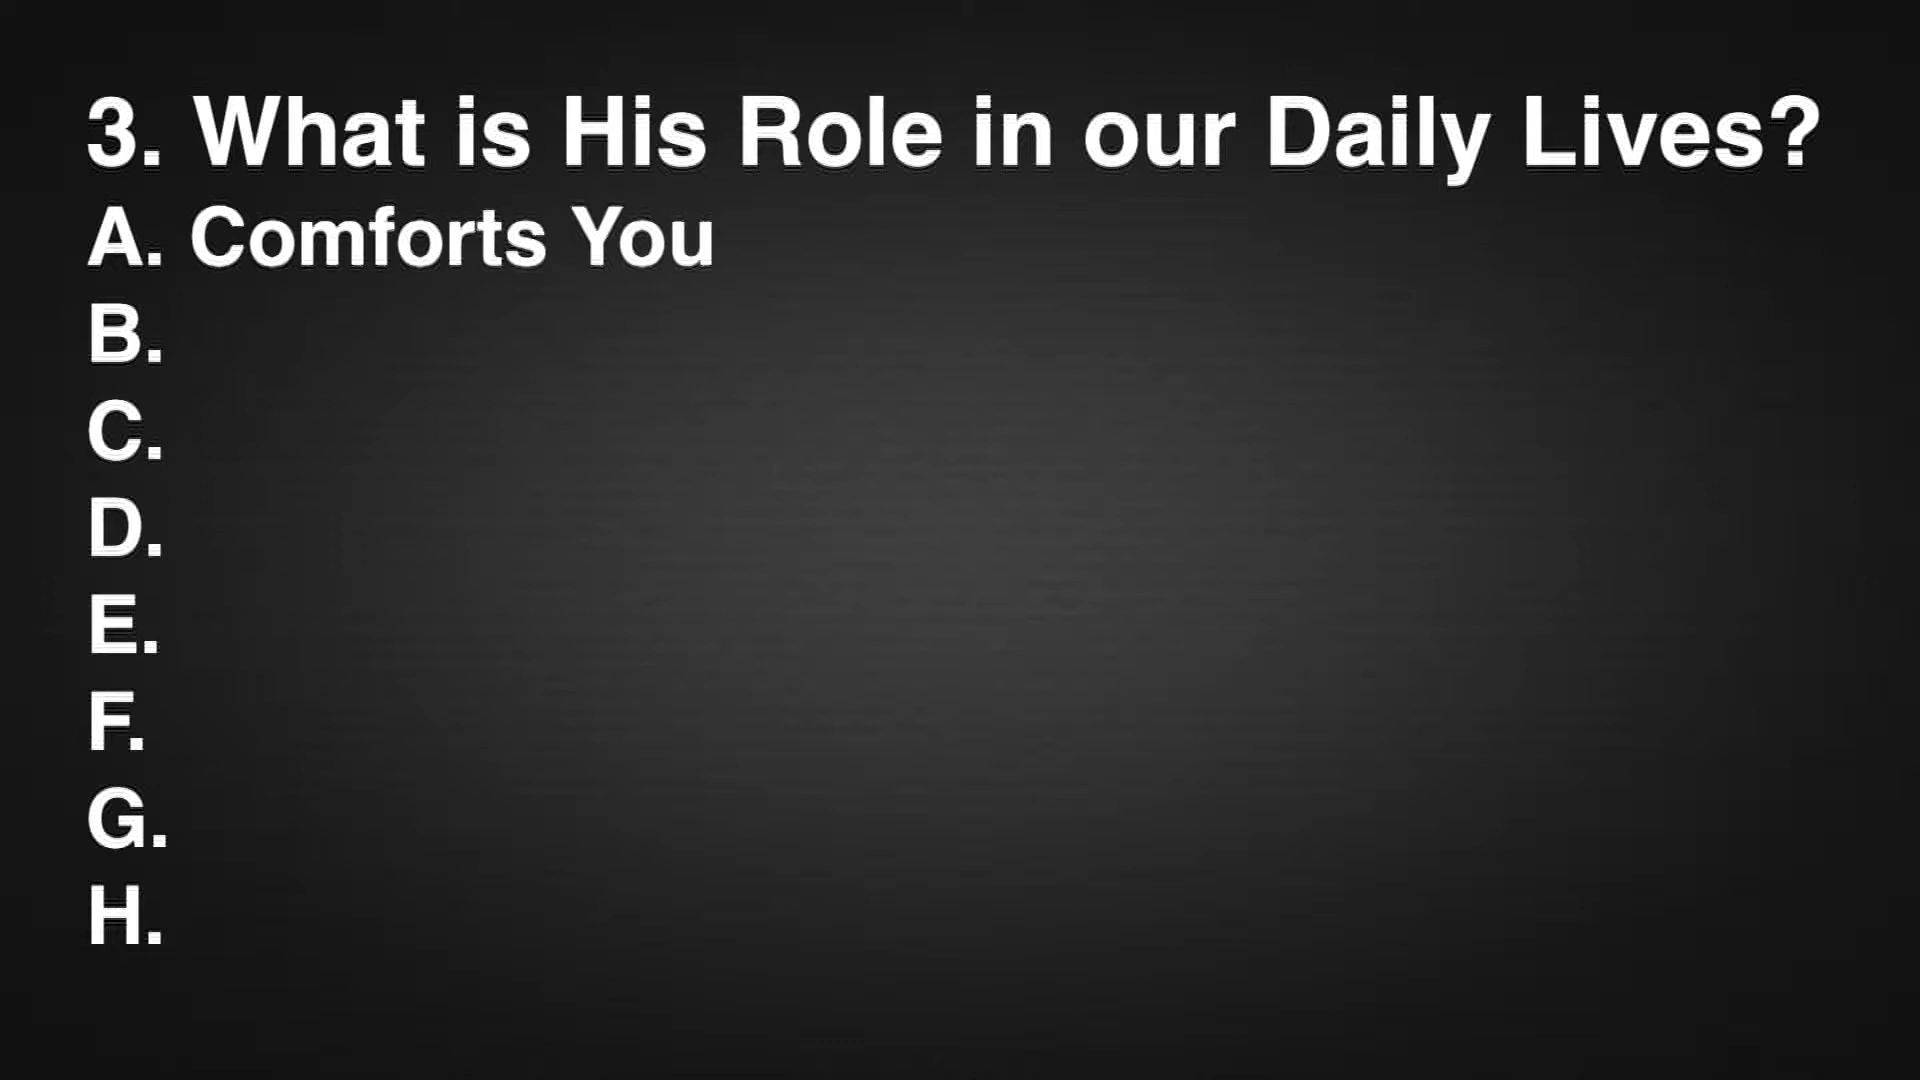 3. What is His Role in our Daily Lives?
A. Comforts You
B.
C.
D.
E.
F.
G.
H.